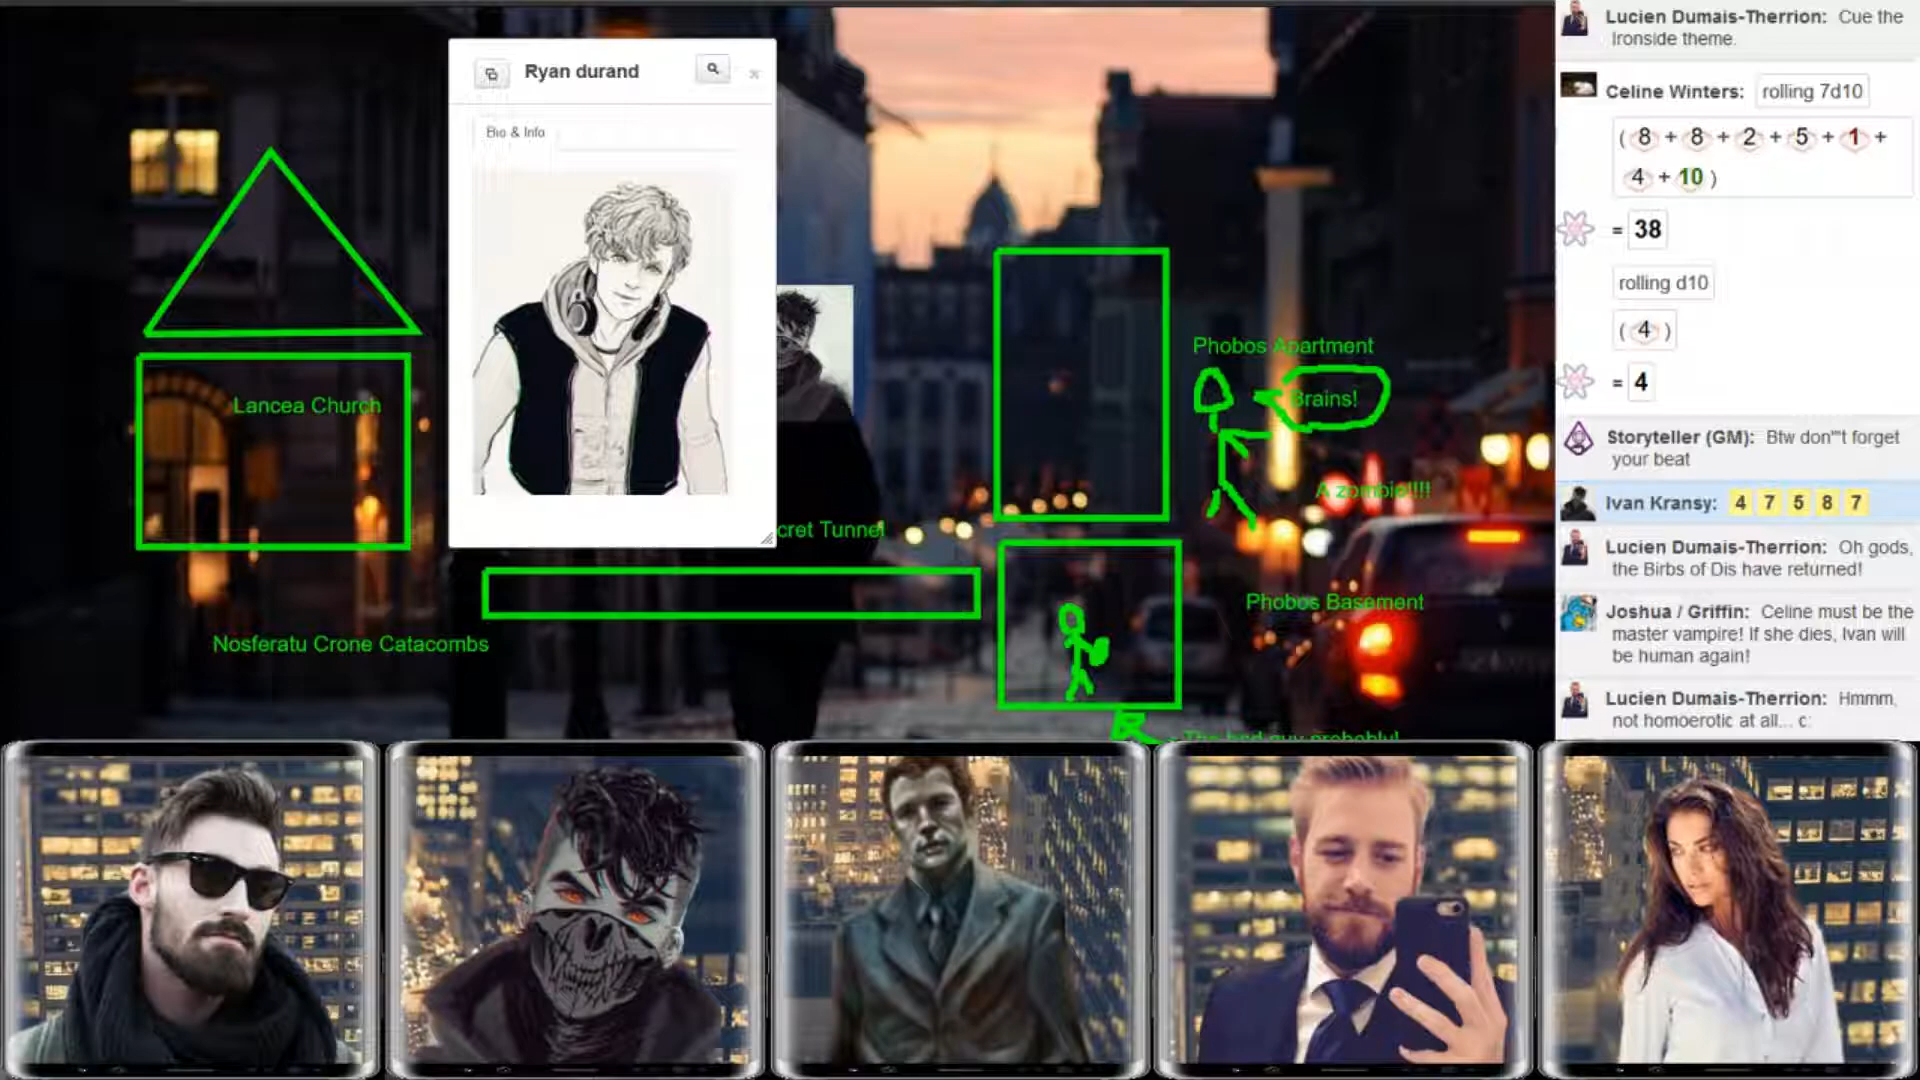 Ryan durand
Bio & Info
Lancea Church
cret Tunnel
Nosferatu Crone Catacombs
Phobos Apartment
Brains!
A zombie!!!!
Phobos Basement
The bad guy probably!
Lucien Dumais-Therrion: Cue the
Ironside theme.
Celine Winters: rolling 7d10
( 8 + 8 + 2 + 5 + 1 +
4 + 10 )
= 38
rolling d10
( 4 )
= 4
Storyteller (GM): Btw don'"t forget
your beat
Ivan Kransy: 4 7 5 8 7
Lucien Dumais-Therrion: Oh gods,
the Birbs of Dis have returned!
Joshua / Griffin: Celine must be the
master vampire! If she dies, Ivan will
be human again!
Lucien Dumais-Therrion: Hmmm,
not homoerotic at all... c: